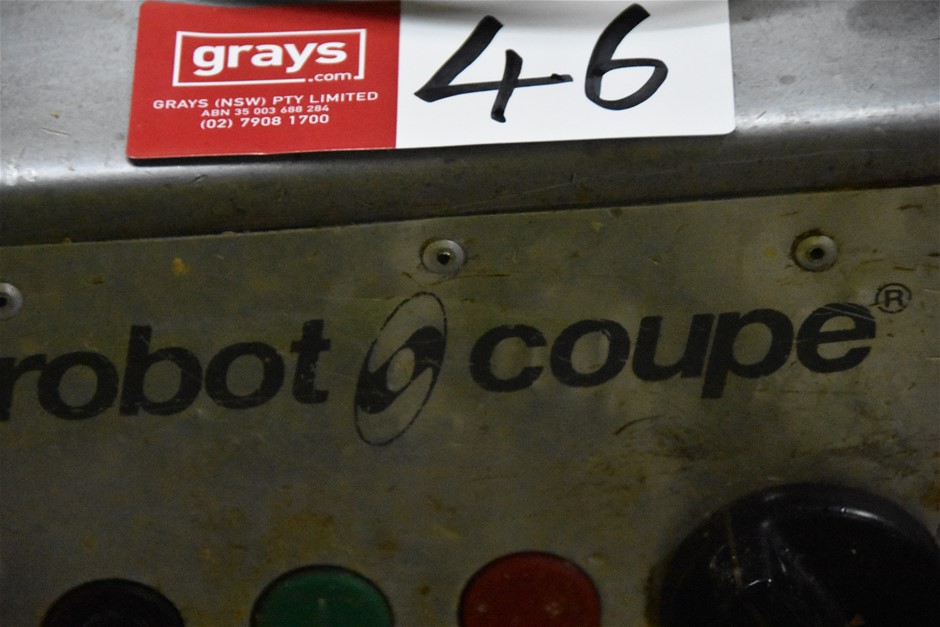 grays
.com
GRAYS (NSW) PTY LIMITED
ABN 35 003 688 284
(02) 7908 1700
46
robot coupe®